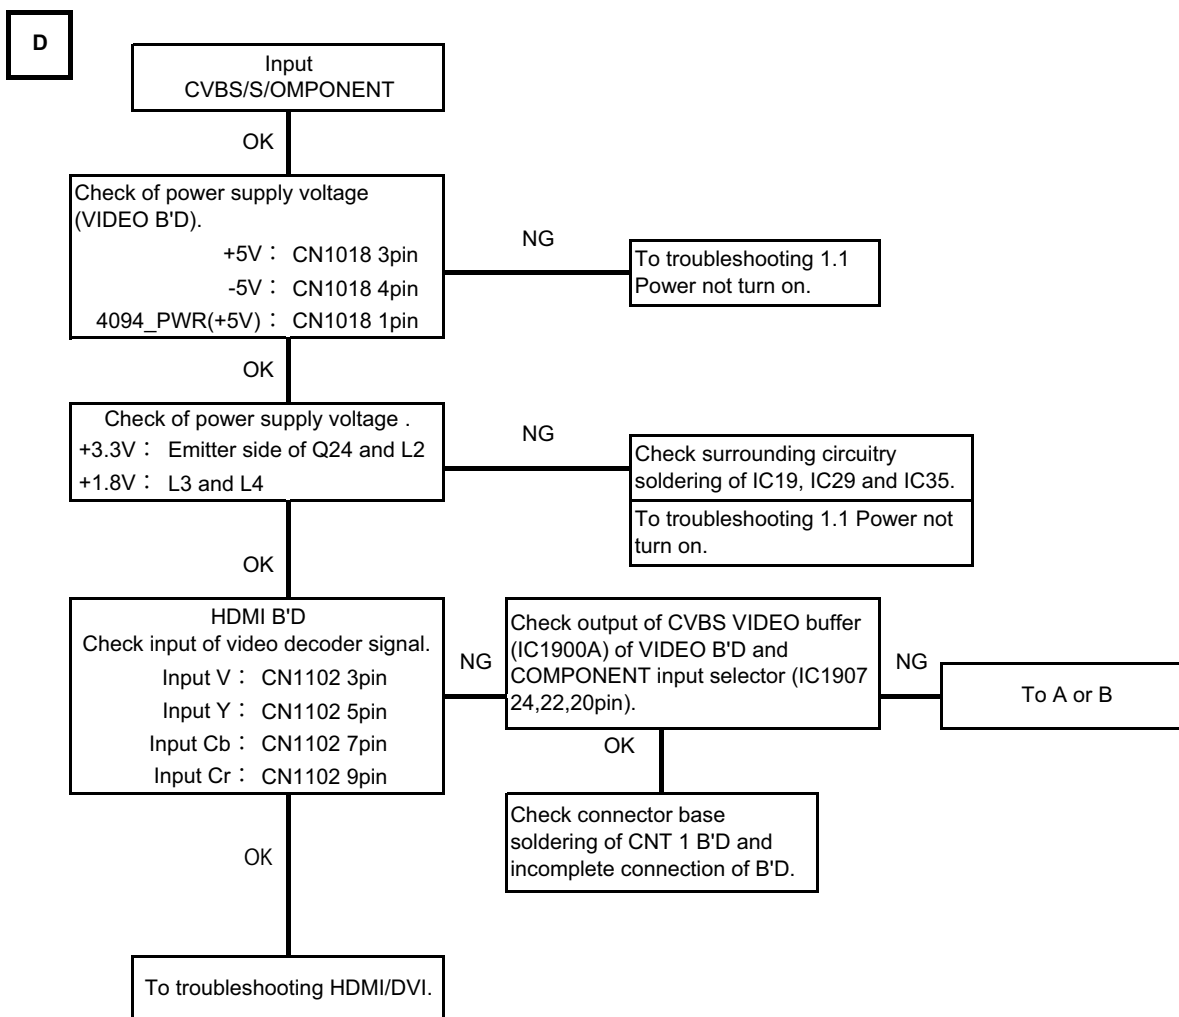 D
Input
CVBS/S/OMPONENT
OK
Check of power supply voltage
(VIDEO B'D).
+5V： CN1018 3pin
-5V： CN1018 4pin
4094_PWR(+5V)： CN1018 1pin
NG
To troubleshooting 1.1
Power not turn on.
OK
Check of power supply voltage .
+3.3V： Emitter side of Q24 and L2
+1.8V： L3 and L4
NG
Check surrounding circuitry
soldering of IC19, IC29 and IC35.
To troubleshooting 1.1 Power not
turn on.
OK
HDMI B'D
Check input of video decoder signal.
Input V： CN1102 3pin
Input Y： CN1102 5pin
Input Cb： CN1102 7pin
Input Cr： CN1102 9pin
NG
Check output of CVBS VIDEO buffer
(IC1900A) of VIDEO B'D and
COMPONENT input selector (IC1907
24,22,20pin).
NG
To A or B
OK
Check connector base
soldering of CNT 1 B'D and
incomplete connection of B'D.
OK
To troubleshooting HDMI/DVI.